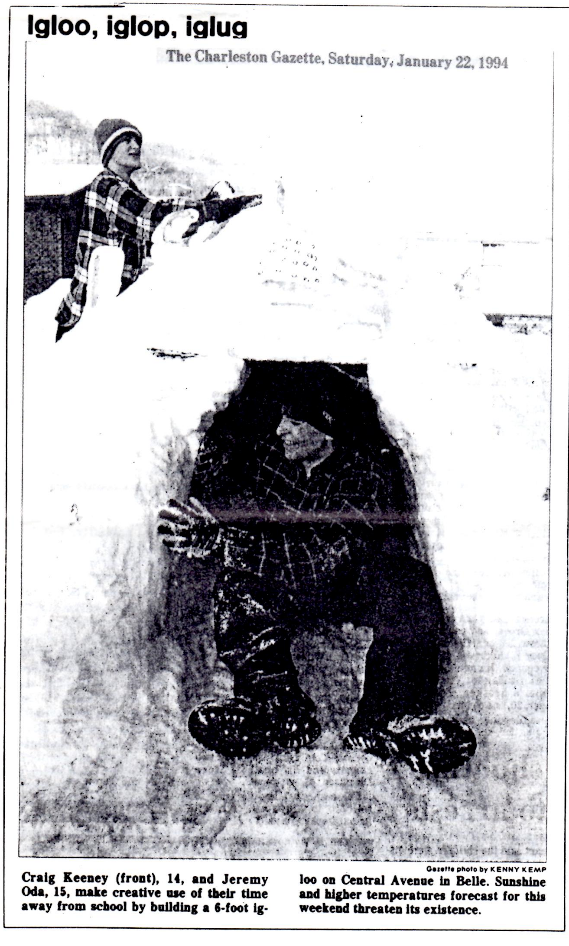 Igloo, iglop, iglug
The Charleston Gazette, Saturday, January 22, 1994
Gazette photo by KENNY KEMP
Craig Keeney (front), 14, and Jeremy
Oda, 15, make creative use of their time
away from school by building a 6-foot ig-
loo on Central Avenue in Belle. Sunshine
and higher temperatures forecast for this
weekend threaten its existence.